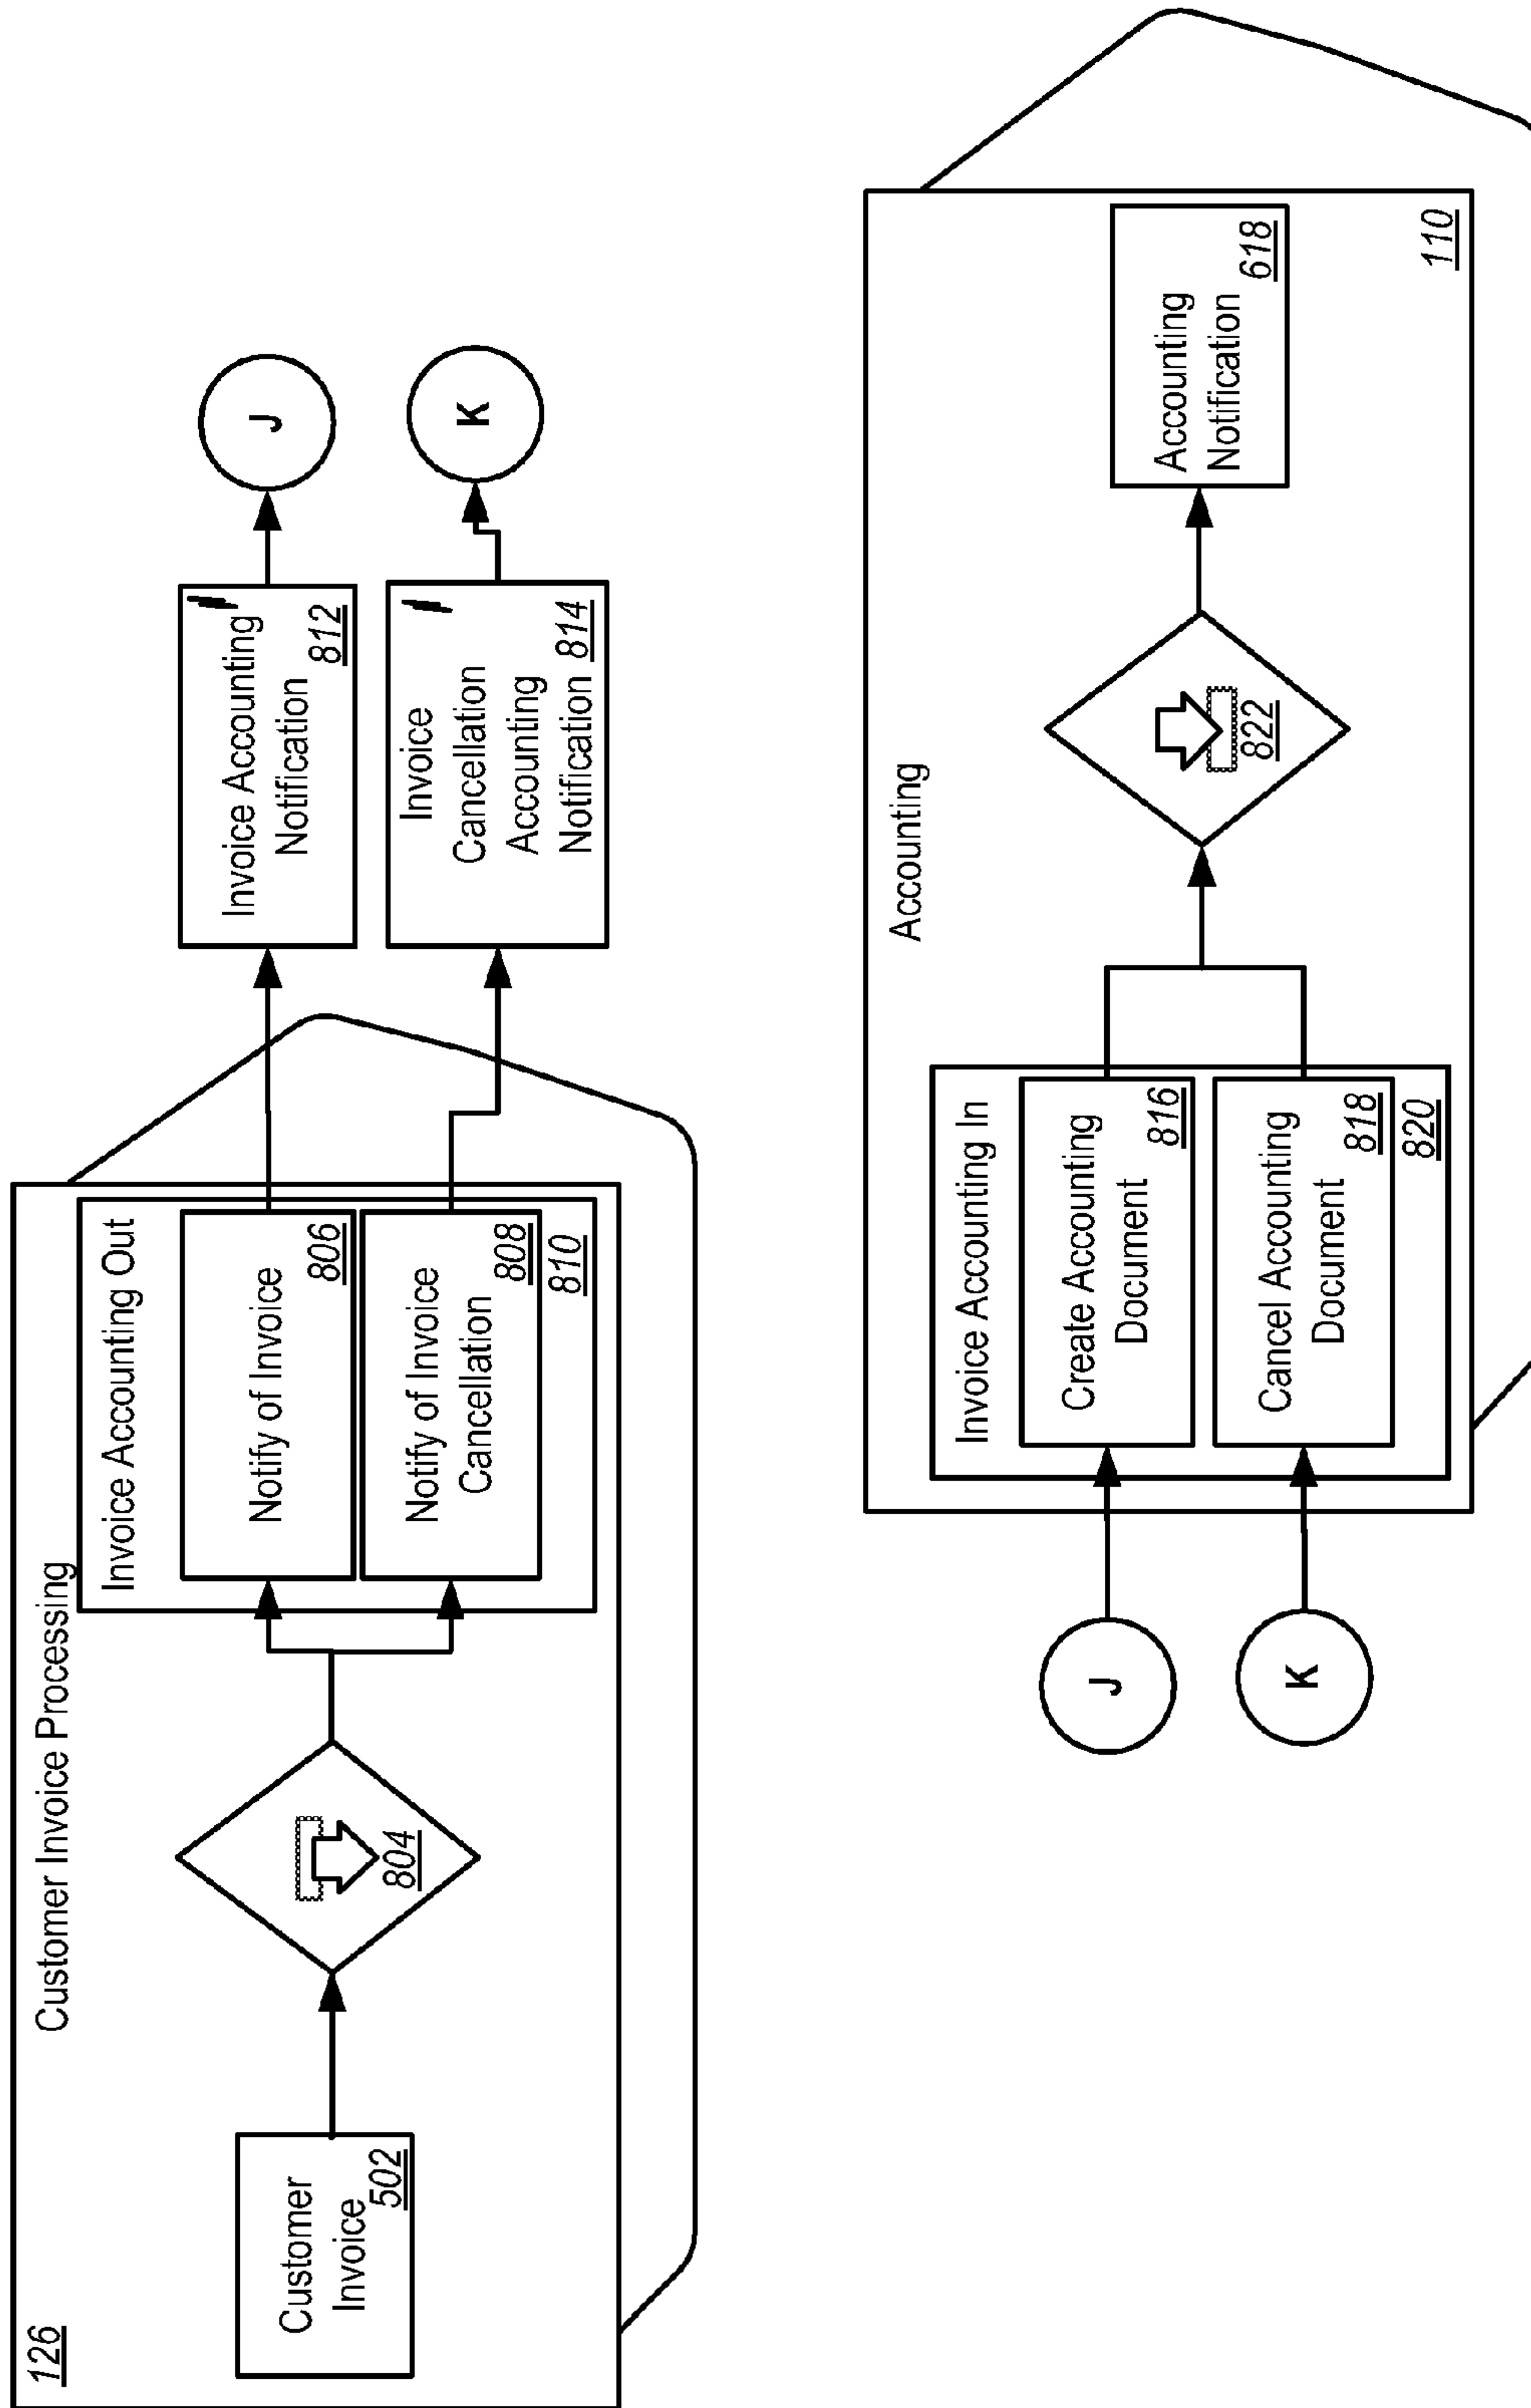 126
Customer Invoice Processing
Customer
Invoice
502
804
Invoice Accounting Out
Notify of Invoice
806
Notify of Invoice
Cancellation
808
810
Invoice Accounting
Notification
812
Invoice
Cancellation
Accounting
Notification
814
J
K
J
K
Accounting
Invoice Accounting In
Create Accounting
Document
816
Cancel Accounting
Document
818
820
822
Accounting
Notification
618
110